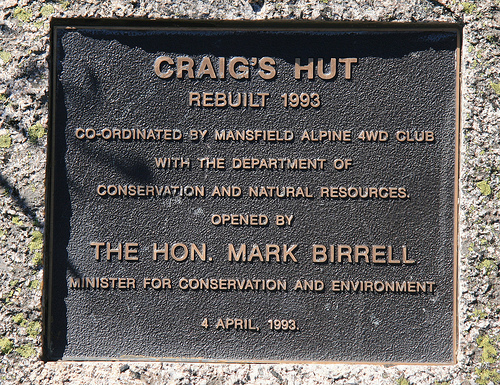 CRAIG'S HUT
REBUILT 1993
CO-ORDINATED BY MANSFIELD ALPINE 4WD CLUB
WITH THE DEPARTMENT OF
CONSERVATION AND NATURAL RESOURCES.
OPENED BY
THE HON. MARK BIRRELL
MINISTER FOR CONSERVATION AND ENVIRONMENT
4 APRIL, 1993.